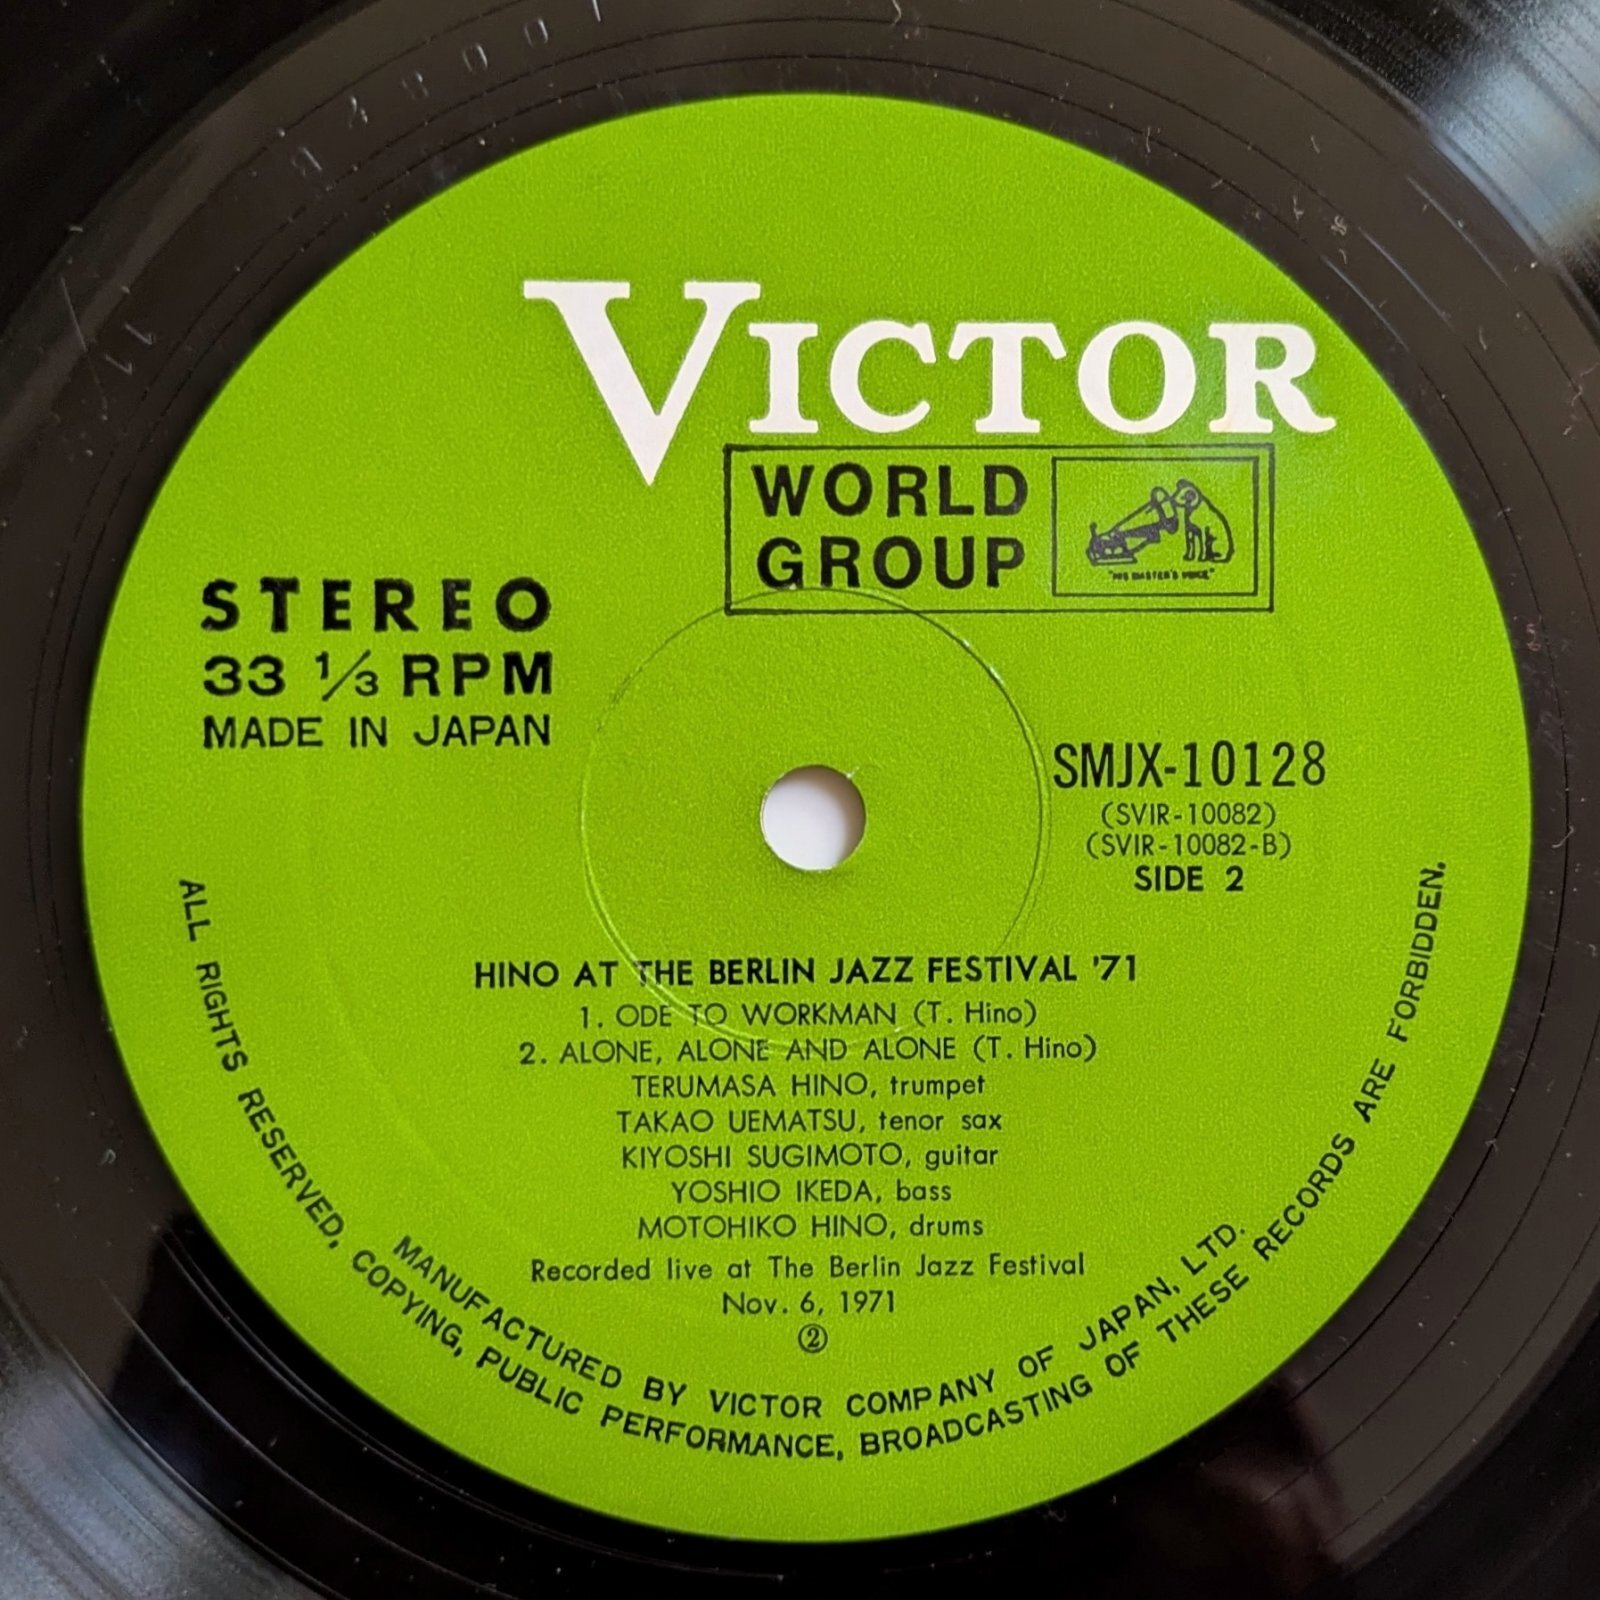 VICTOR
WORLD
GROUP
"HIS MASTER'S VOICE"
STEREO
33 1/3 RPM
MADE IN JAPAN
SMJX-10128
(SVIR-10082)
(SVIR-10082-B)
SIDE 2
HINO AT THE BERLIN JAZZ FESTIVAL '71
1. ODE TO WORKMAN (T. Hino)
2. ALONE, ALONE AND ALONE (T. Hino)
TERUMASA HINO, trumpet
TAKAO UEMATSU, tenor sax
KIYOSHI SUGIMOTO, guitar
YOSHIO IKEDA, bass
MOTOHIKO HINO, drums
Recorded live at The Berlin Jazz Festival
Nov. 6, 1971
②
MANUFACTURED BY VICTOR COMPANY OF JAPAN, LTD.
ALL RIGHTS RESERVED, COPYING, PUBLIC PERFORMANCE, BROADCASTING OF THESE RECORDS ARE FORBIDDEN.